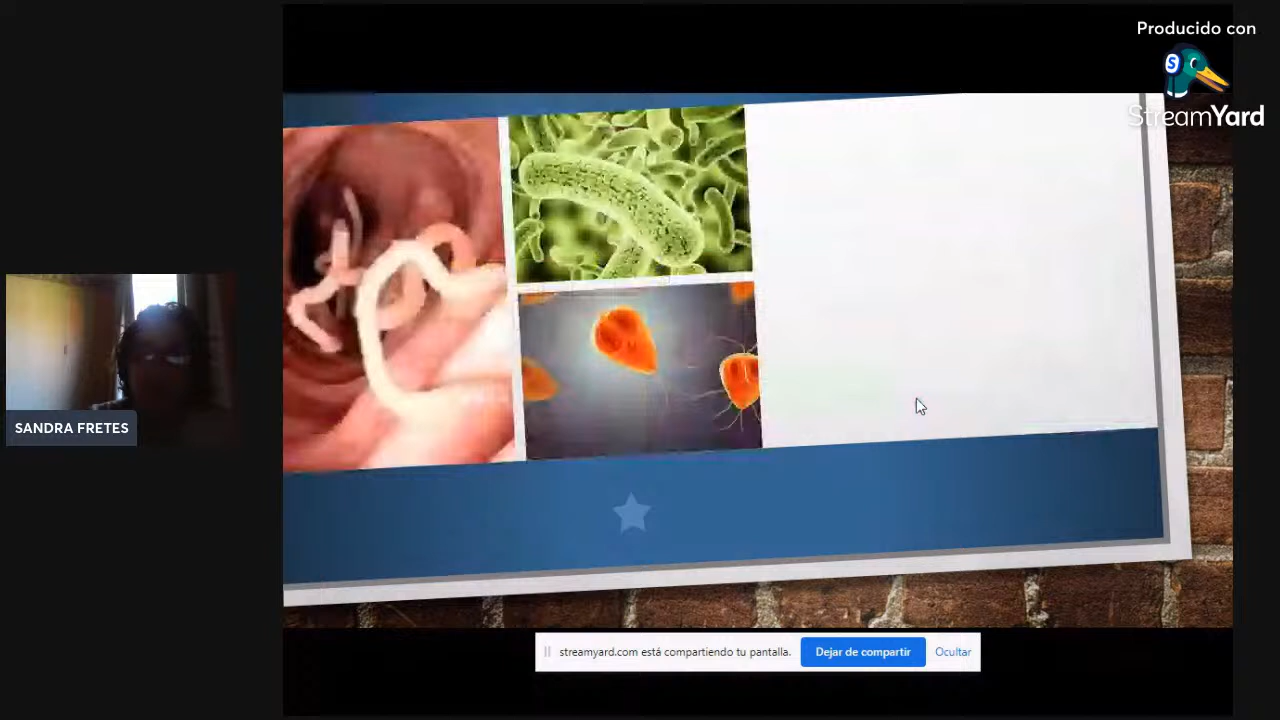 Producido con
StreamYard
SANDRA FRETES
streamyard.com está compartiendo tu pantalla.
Dejar de compartir
Ocultar